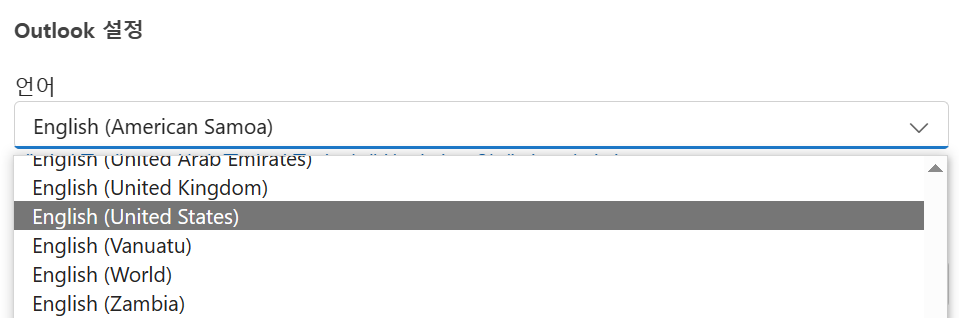 Outlook 설정
언어
English (American Samoa)
English (United Arab Emirates)
English (United Kingdom)
English (United States)
English (Vanuatu)
English (World)
English (Zambia)